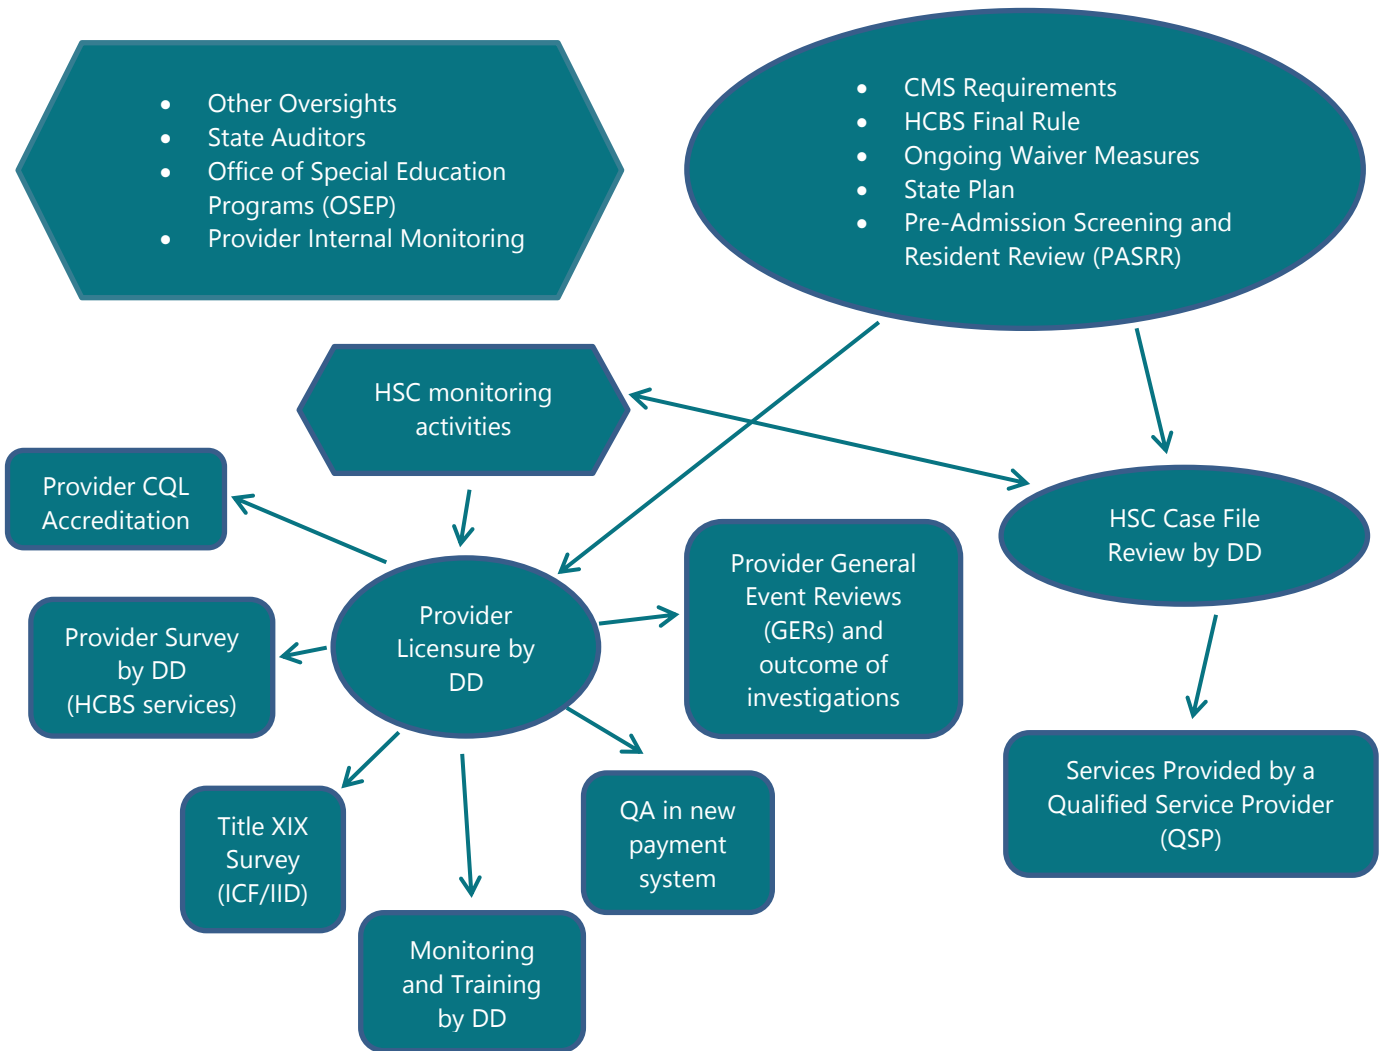 • Other Oversights
• State Auditors
• Office of Special Education
Programs (OSEP)
• Provider Internal Monitoring
• CMS Requirements
• HCBS Final Rule
• Ongoing Waiver Measures
• State Plan
• Pre-Admission Screening and
Resident Review (PASRR)
HSC monitoring
activities
Provider CQL
Accreditation
HSC Case File
Review by DD
Provider General
Event Reviews
(GERs) and
outcome of
investigations
Provider
Licensure by
DD
Provider Survey
by DD
(HCBS services)
Services Provided by a
Qualified Service Provider
(QSP)
Title XIX
Survey
(ICF/IID)
QA in new
payment
system
Monitoring
and Training
by DD